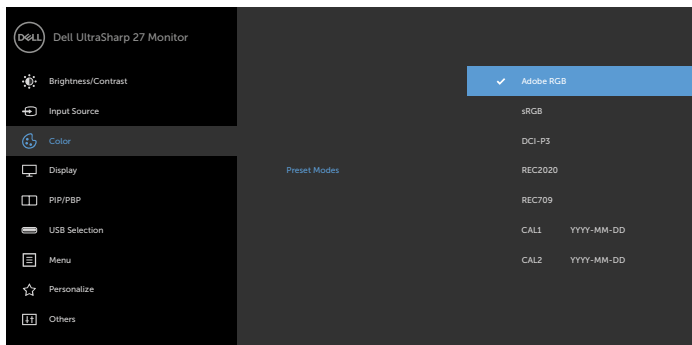 DELL Dell UltraSharp 27 Monitor
Brightness/Contrast
Adobe RGB
Input Source
sRGB
Color
DCI-P3
Display
Preset Modes
REC2020
PIP/PBP
REC709
USB Selection
CAL1 YYYY-MM-DD
Menu
CAL2 YYYY-MM-DD
Personalize
Others